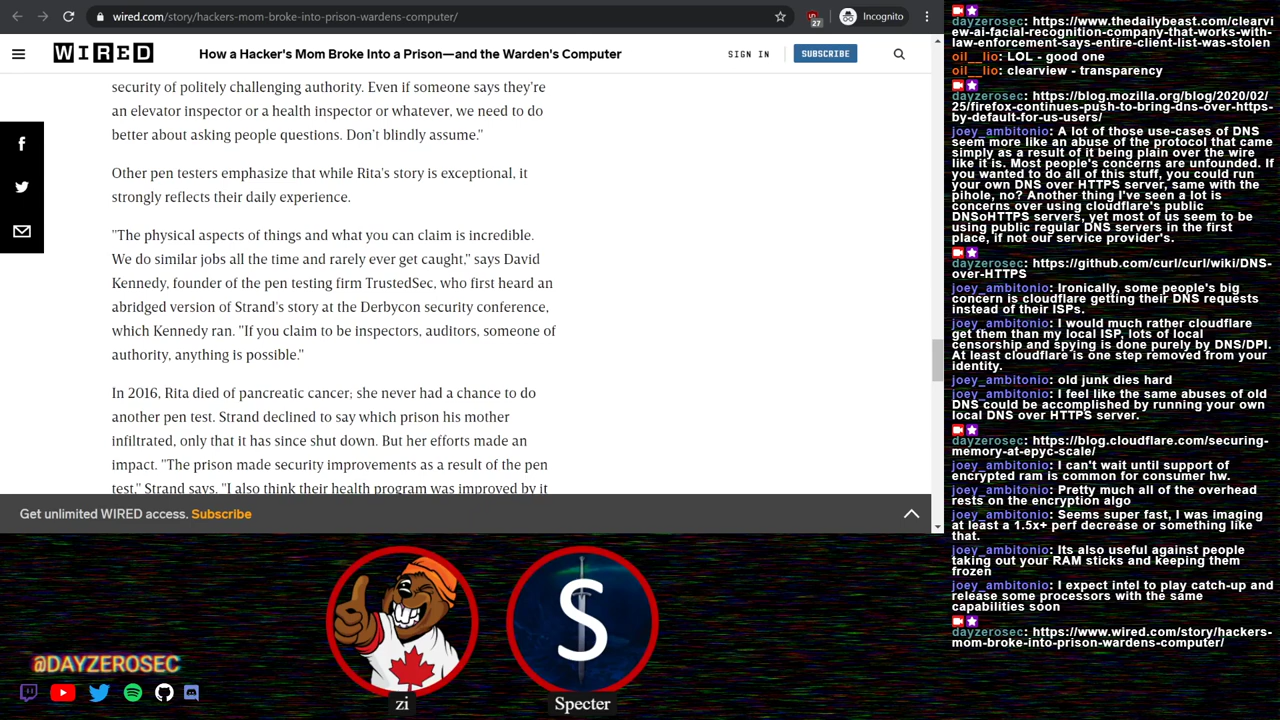 wired.com/story/hackers-mom-broke-into-prison-wardens-computer/
27
Incognito
WIRED
How a Hacker's Mom Broke Into a Prison—and the Warden's Computer
SIGN IN
SUBSCRIBE
security of politely challenging authority. Even if someone says they're
an elevator inspector or a health inspector or whatever, we need to do
better about asking people questions. Don't blindly assume."
Other pen testers emphasize that while Rita's story is exceptional, it
strongly reflects their daily experience.
"The physical aspects of things and what you can claim is incredible.
We do similar jobs all the time and rarely ever get caught," says David
Kennedy, founder of the pen testing firm TrustedSec, who first heard an
abridged version of Strand's story at the Derbycon security conference,
which Kennedy ran. "If you claim to be inspectors, auditors, someone of
authority, anything is possible."
In 2016, Rita died of pancreatic cancer; she never had a chance to do
another pen test. Strand declined to say which prison his mother
infiltrated, only that it has since shut down. But her efforts made an
impact. "The prison made security improvements as a result of the pen
test," Strand says. "I also think their health program was improved by it
Get unlimited WIRED access. Subscribe
@DAYZEROSEC
zi
S
Specter
dayzerosec: https://www.thedailybeast.com/clearvi
ew-ai-facial-recognition-company-that-works-with-
law-enforcement-says-entire-client-list-was-stolen
oil__lio: LOL - good one
oil__lio: clearview - transparency
dayzerosec: https://blog.mozilla.org/blog/2020/02/
25/firefox-continues-push-to-bring-dns-over-https-
by-default-for-us-users/
joey_ambitonio: A lot of those use-cases of DNS
seem more like an abuse of the protocol that came
simply as a result of it being plain over the wire
like it is. Most people's concerns are unfounded. If
you wanted to do all of this stuff, you could run
your own DNS over HTTPS server, same with the
pihole, no? Another thing I've seen a lot is
concerns over using cloudflare's public
DNSoHTTPS servers, yet most of us seem to be
using public regular DNS servers in the first
place, if not our service provider's.
dayzerosec: https://github.com/curl/curl/wiki/DNS-
over-HTTPS
joey_ambitonio: Ironically, some people's big
concern is cloudflare getting their DNS requests
instead of their ISPs.
joey_ambitonio: I would much rather cloudflare
get them than my local ISP, lots of local
censorship and spying is done purely by DNS/DPI.
At least cloudflare is one step removed from your
identity.
joey_ambitonio: old junk dies hard
joey_ambitonio: I feel like the same abuses of old
DNS could be accomplished by running your own
local DNS over HTTPS server.
dayzerosec: https://blog.cloudflare.com/securing-
memory-at-epyc-scale/
joey_ambitonio: I can't wait until support of
encrypted ram is common for consumer hw.
joey_ambitonio: Pretty much all of the overhead
rests on the encryption algo
joey_ambitonio: Seems super fast, I was imaging
at least a 1.5x+ perf decrease or something like
that.
joey_ambitonio: Its also useful against people
taking out your RAM sticks and keeping them
frozen
joey_ambitonio: I expect intel to play catch-up and
release some processors with the same
capabilities soon
dayzerosec: https://www.wired.com/story/hackers-
mom-broke-into-prison-wardens-computer/